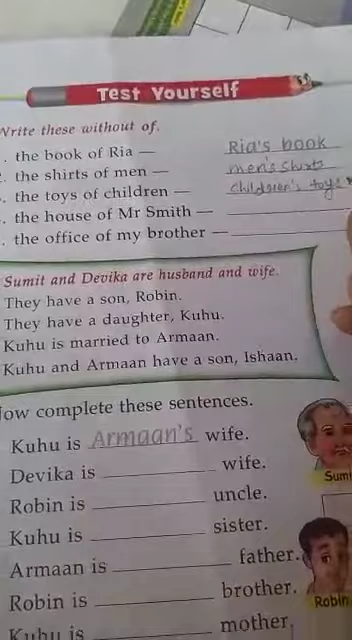 Test Yourself
Write these without of.
. the book of Ria — Ria's book
. the shirts of men — men's shirts
. the toys of children — children's toys
. the house of Mr Smith —
. the office of my brother —
Sumit and Devika are husband and wife.
They have a son, Robin.
They have a daughter, Kuhu.
Kuhu is married to Armaan.
Kuhu and Armaan have a son, Ishaan.
Now complete these sentences.
Kuhu is Armaan's wife.
Devika is wife.
Robin is uncle.
Kuhu is sister.
Armaan is father.
Robin is brother.
Kuhu is mother.
Sumi
Robin